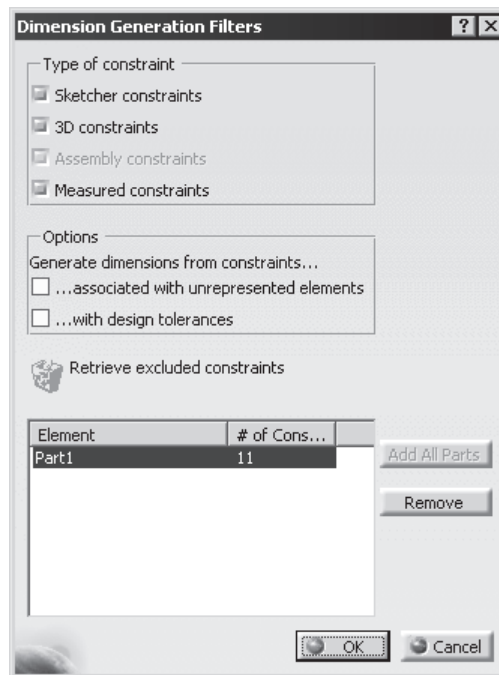 Dimension Generation Filters
? X
Type of constraint
Sketcher constraints
3D constraints
Assembly constraints
Measured constraints
Options
Generate dimensions from constraints...
...associated with unrepresented elements
...with design tolerances
Retrieve excluded constraints
Element # of Cons...
Part1 11
Add All Parts
Remove
OK Cancel